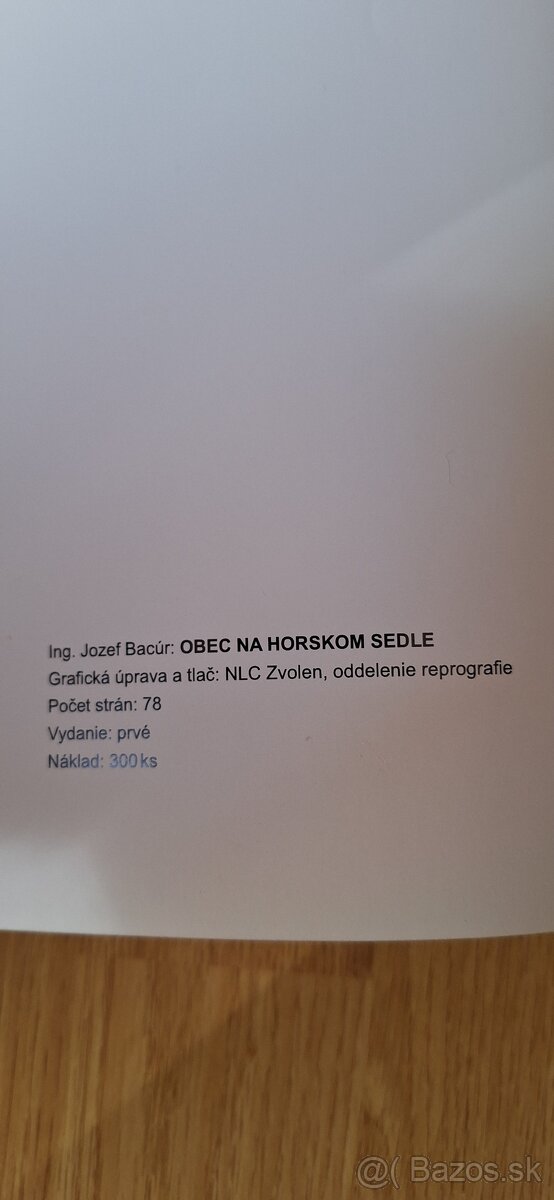 Ing. Jozef Bacúr: OBEC NA HORSKOM SEDLE
Grafická úprava a tlač: NLC Zvolen, oddelenie reprografie
Počet strán: 78
Vydanie: prvé
Náklad: 300 ks
@( Bazos.sk